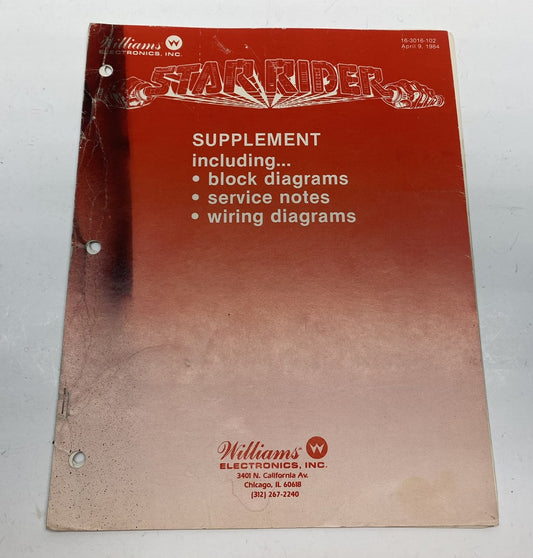 Williams W
ELECTRONICS, INC.
16-3016-102
April 9, 1984
STAR RIDER
SUPPLEMENT
including...
• block diagrams
• service notes
• wiring diagrams
Williams W
ELECTRONICS, INC.
3401 N. California Av.
Chicago, IL 60618
(312) 267-2240